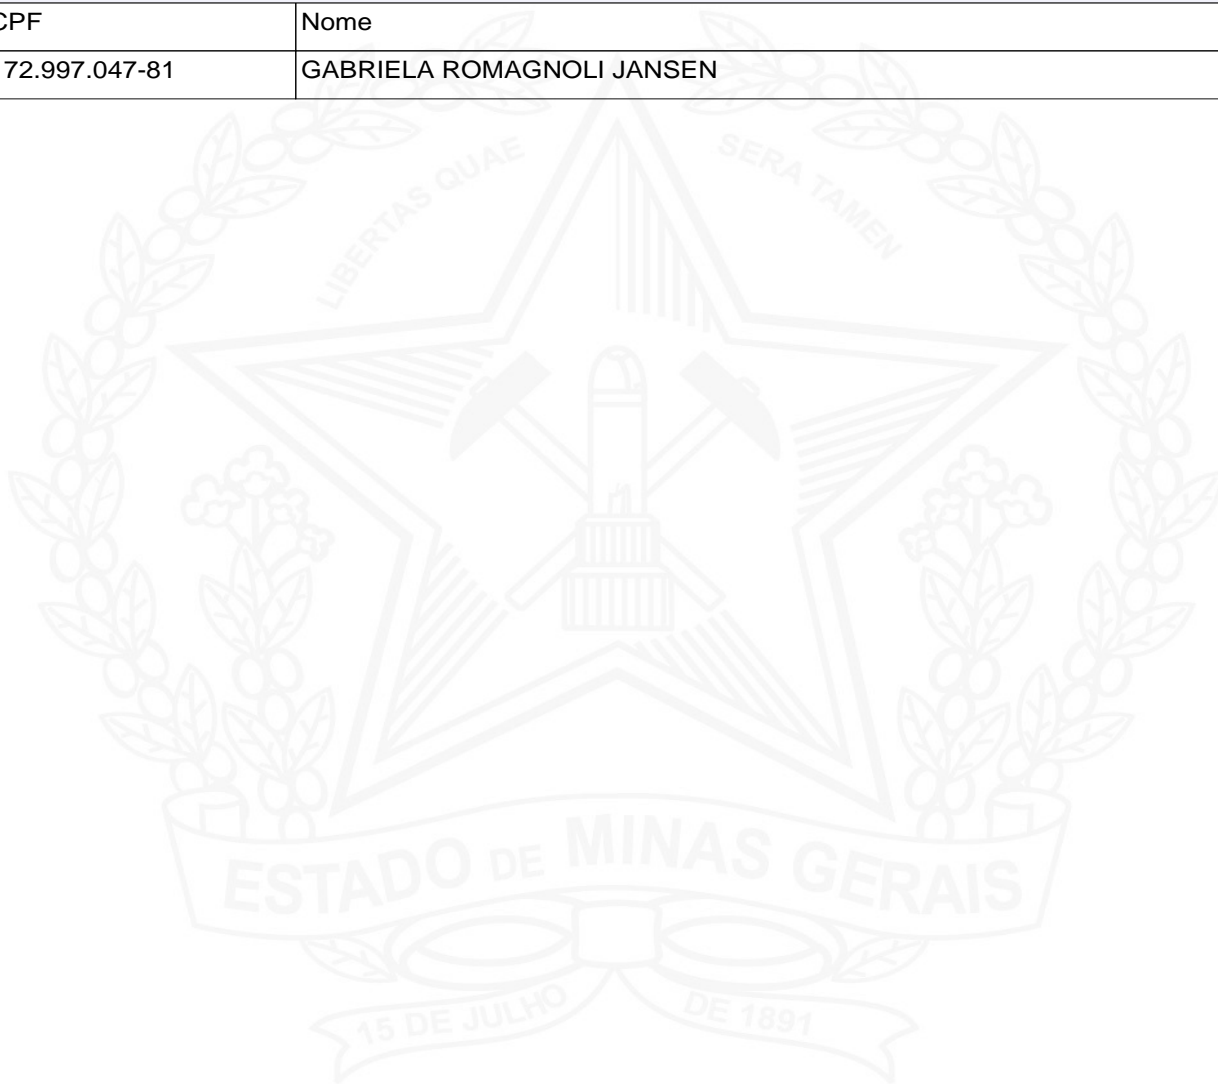 CPF Nome
72.997.047-81 GABRIELA ROMAGNOLI JANSEN
LIBERTAS QUAE SERA TAMEN
ESTADO DE MINAS GERAIS
15 DE JULHO DE 1891